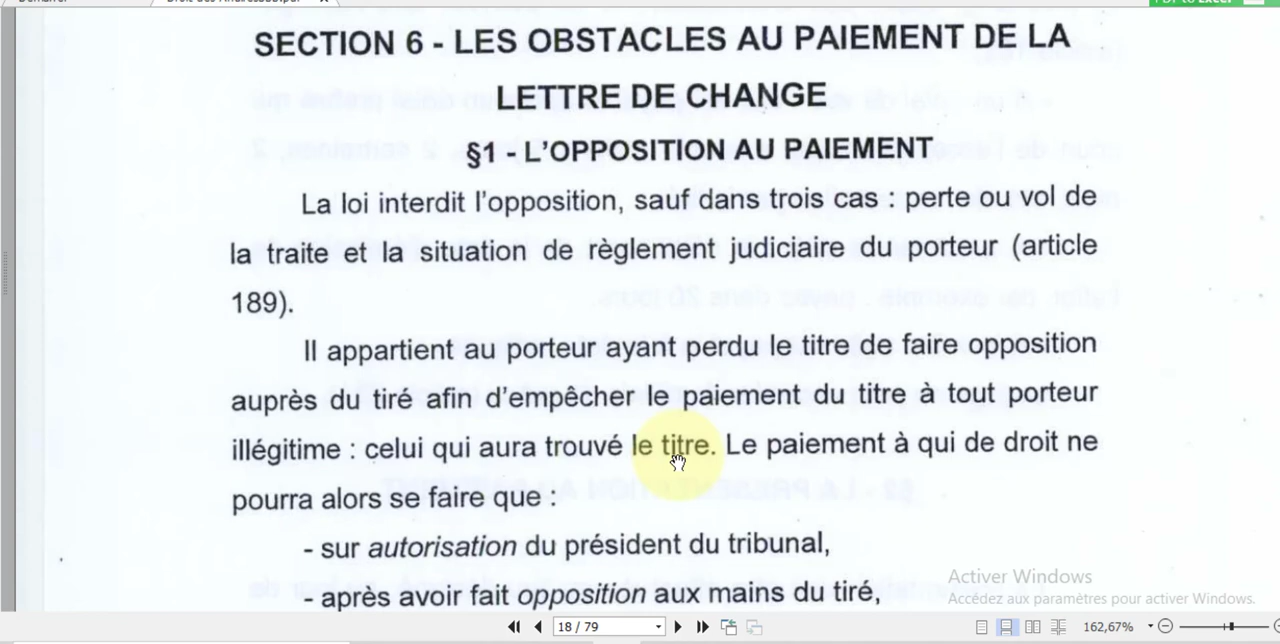 SECTION 6 - LES OBSTACLES AU PAIEMENT DE LA
LETTRE DE CHANGE
§1 - L'OPPOSITION AU PAIEMENT
La loi interdit l'opposition, sauf dans trois cas : perte ou vol de
la traite et la situation de règlement judiciaire du porteur (article
189).
Il appartient au porteur ayant perdu le titre de faire opposition
auprès du tiré afin d'empêcher le paiement du titre à tout porteur
illégitime : celui qui aura trouvé le titre. Le paiement à qui de droit ne
pourra alors se faire que :
- sur autorisation du président du tribunal,
- après avoir fait opposition aux mains du tiré,
Activer Windows
Accédez aux paramètres pour activer Windows.
18 / 79
162,67%